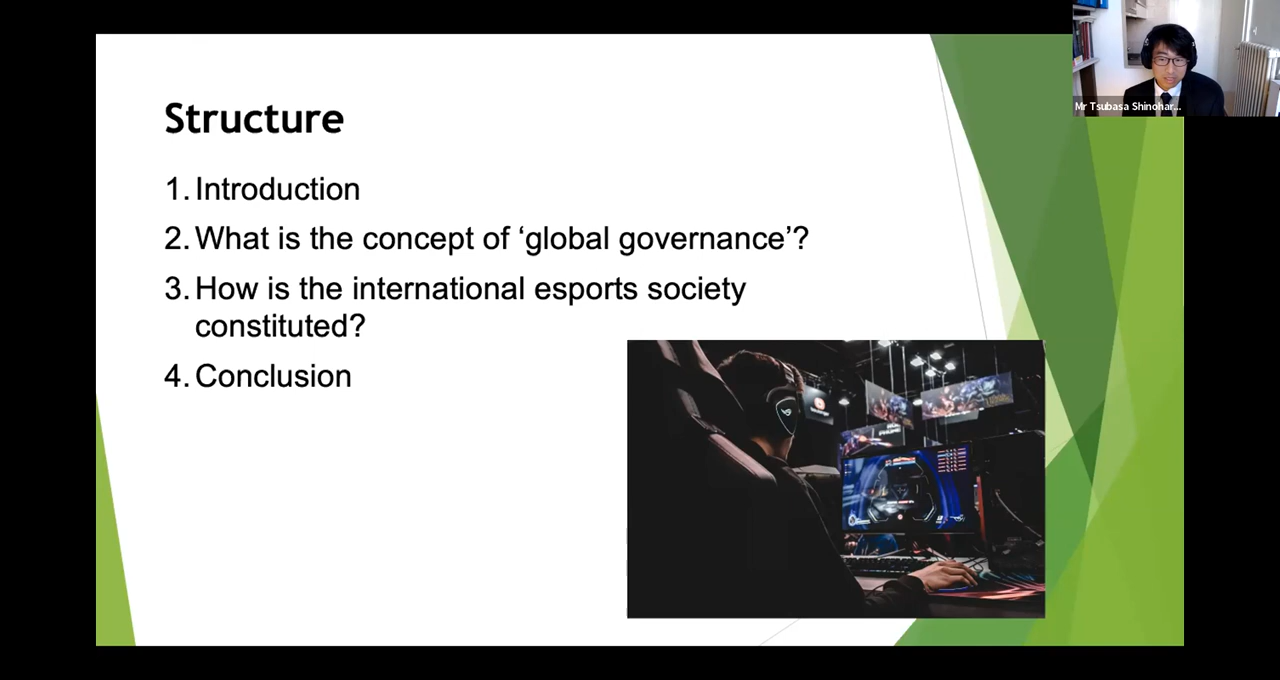 Structure
1. Introduction
2. What is the concept of ‘global governance’?
3. How is the international esports society
constituted?
4. Conclusion
Mr Tsubasa Shinohar...